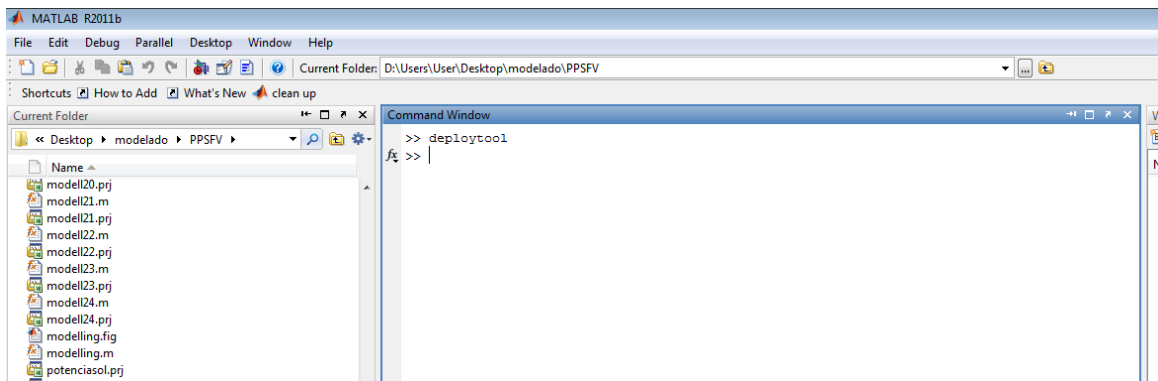 MATLAB R2011b
File Edit Debug Parallel Desktop Window Help
Current Folder: D:\Users\User\Desktop\modelado\PPSFV
Shortcuts How to Add What's New clean up
Current Folder
« Desktop modelado PPSFV
Name
modell20.prj
modell21.m
modell21.prj
modell22.m
modell22.prj
modell23.m
modell23.prj
modell24.m
modell24.prj
modelling.fig
modelling.m
potenciasol.prj
Command Window
>> deploytool
fx >>